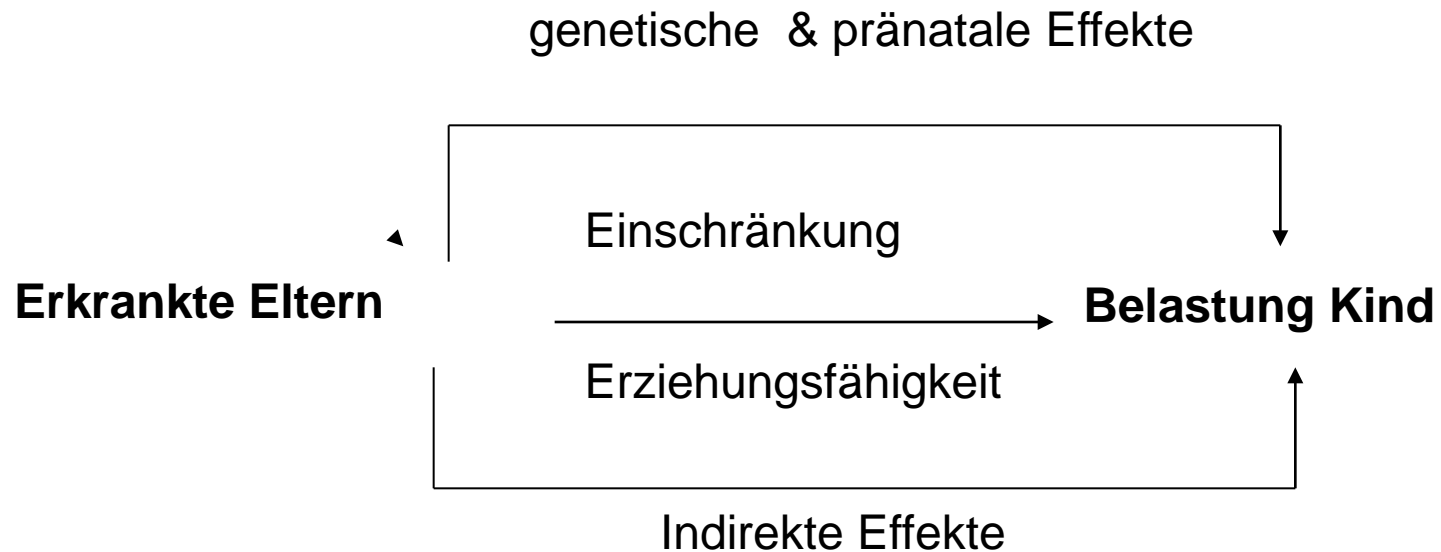 genetische & pränatale Effekte
Einschränkung
Erkrankte Eltern
Belastung Kind
Erziehungsfähigkeit
Indirekte Effekte